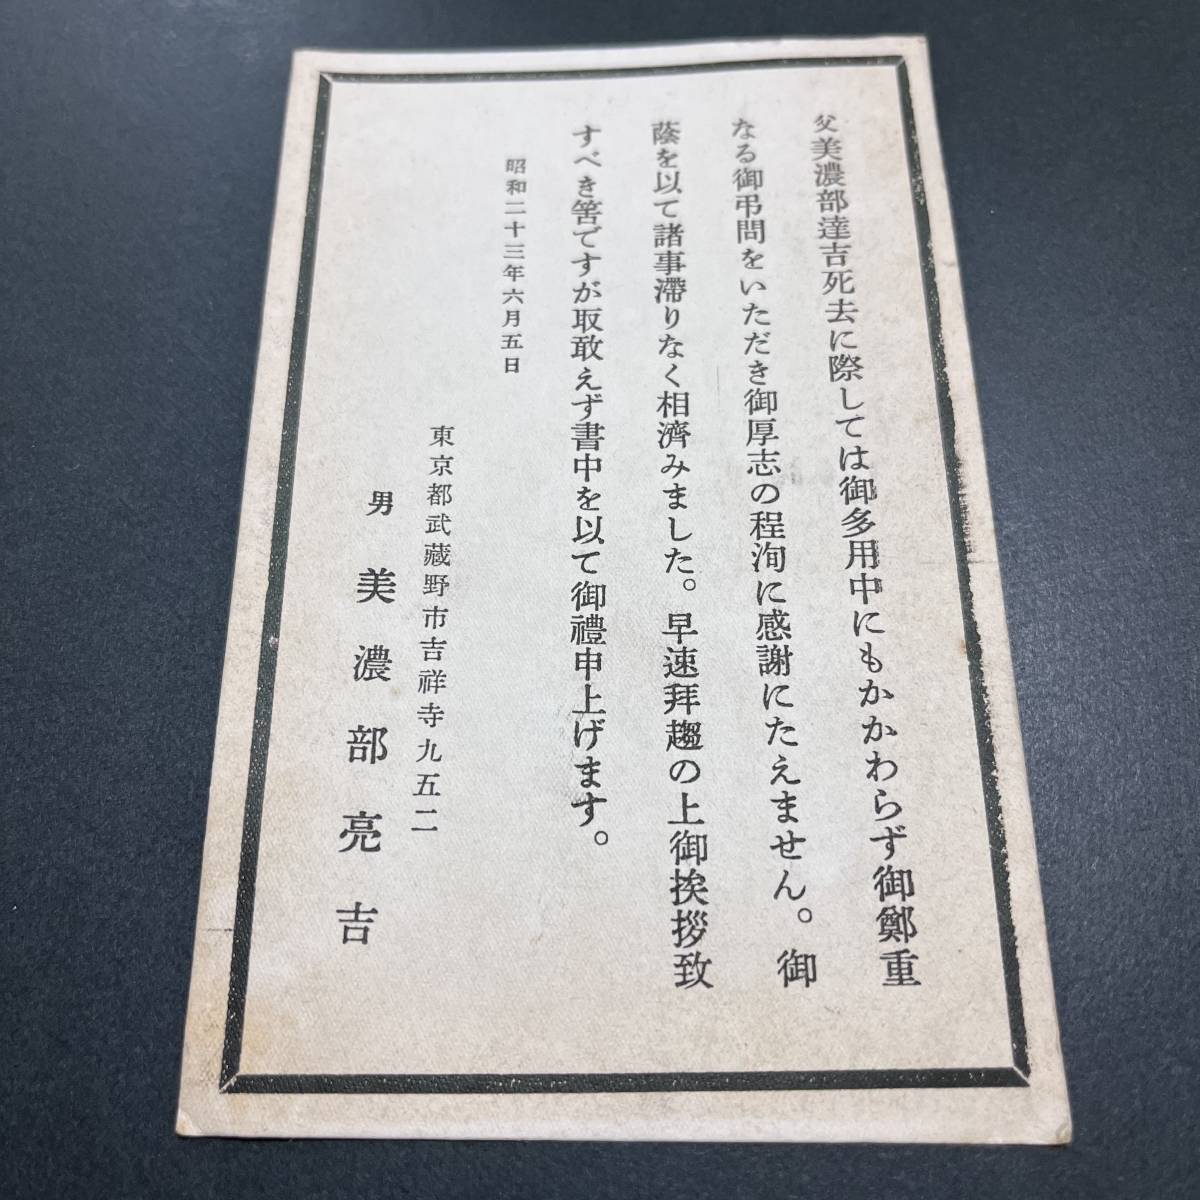 父美濃部達吉死去に際しては御多用中にもかかわらず御鄭重
なる御弔問をいただき御厚志の程洵に感謝にたえません。御
蔭を以て諸事滯りなく相濟みました。早速拜趨の上御挨拶致
すべき筈ですが取敢えず書中を以て御禮申上げます。
昭和二十三年六月五日
東京都武蔵野市吉祥寺九五二
男 美濃部亮吉